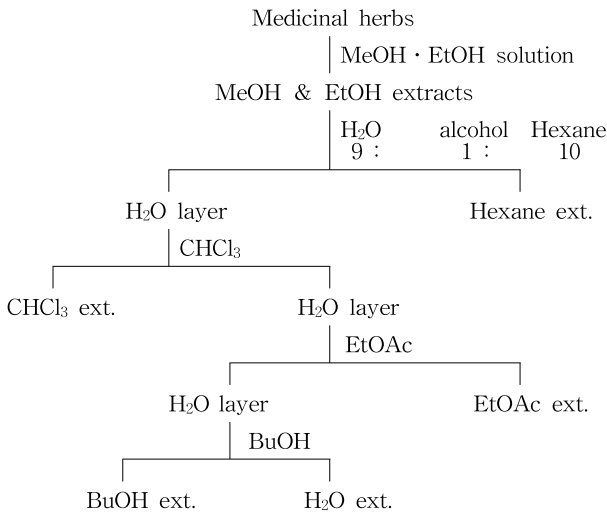 Medicinal herbs
MeOH · EtOH solution
MeOH & EtOH extracts
H₂O alcohol Hexane
9 : 1 : 10
H₂O layer Hexane ext.
CHCl₃
CHCl₃ ext. H₂O layer
EtOAc
H₂O layer EtOAc ext.
BuOH
BuOH ext. H₂O ext.